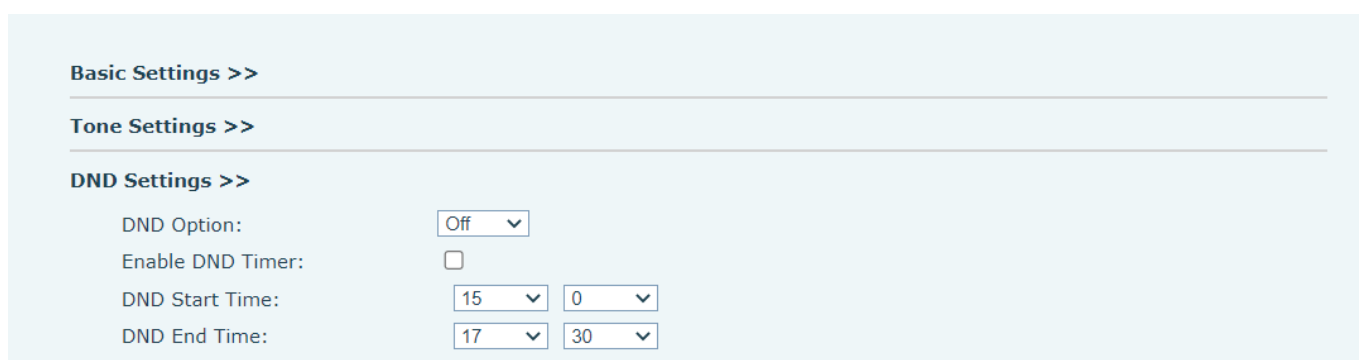 Basic Settings >>
Tone Settings >>
DND Settings >>
DND Option: Off
Enable DND Timer:
DND Start Time: 15 0
DND End Time: 17 30